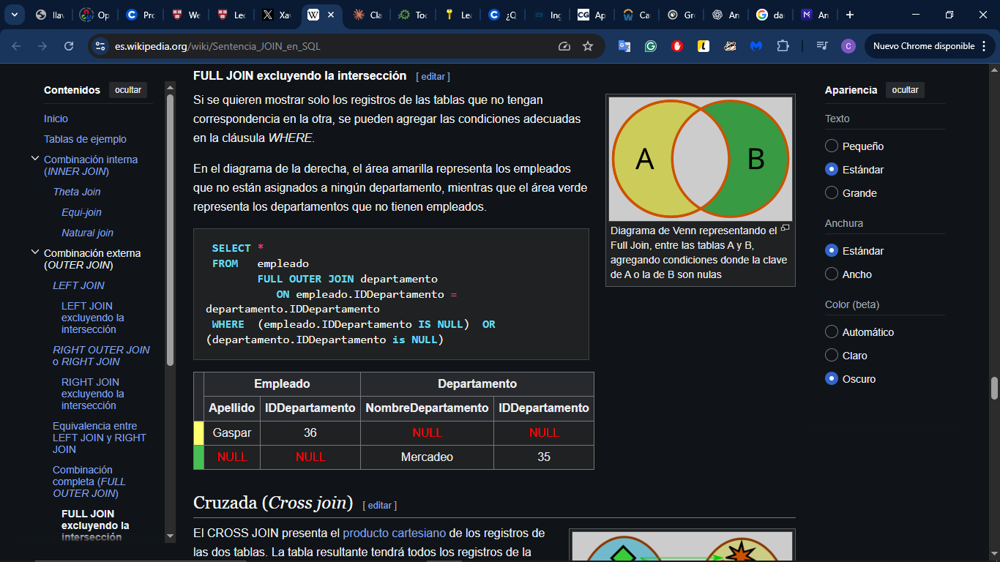 llav
Op
Pro
We
Lec
Xav
Cla
Toc
Lea
¿Q
Ing
Ap
Ca
Gro
An
da
An
es.wikipedia.org/wiki/Sentencia_JOIN_en_SQL
C
Nuevo Chrome disponible
Contenidos
ocultar
Inicio
Tablas de ejemplo
Combinación interna
(INNER JOIN)
Theta Join
Equi-join
Natural join
Combinación externa
(OUTER JOIN)
LEFT JOIN
LEFT JOIN
excluyendo la
intersección
RIGHT OUTER JOIN
o RIGHT JOIN
RIGHT JOIN
excluyendo la
intersección
Equivalencia entre
LEFT JOIN y RIGHT
JOIN
Combinación
completa (FULL
OUTER JOIN)
FULL JOIN
excluyendo la
intersección
FULL JOIN excluyendo la intersección [ editar ]
Si se quieren mostrar solo los registros de las tablas que no tengan
correspondencia en la otra, se pueden agregar las condiciones adecuadas
en la cláusula WHERE.
En el diagrama de la derecha, el área amarilla representa los empleados
que no están asignados a ningún departamento, mientras que el área verde
representa los departamentos que no tienen empleados.
SELECT *
FROM empleado
FULL OUTER JOIN departamento
ON empleado.IDDepartamento =
departamento.IDDepartamento
WHERE (empleado.IDDepartamento IS NULL) OR
(departamento.IDDepartamento is NULL)
Empleado Departamento
Apellido IDDepartamento NombreDepartamento IDDepartamento
Gaspar 36 NULL NULL
NULL NULL Mercadeo 35
A B
Diagrama de Venn representando el
Full Join, entre las tablas A y B,
agregando condiciones donde la clave
de A o la de B son nulas
Cruzada (Cross join) [ editar ]
El CROSS JOIN presenta el producto cartesiano de los registros de
las dos tablas. La tabla resultante tendrá todos los registros de la
Apariencia
ocultar
Texto
Pequeño
Estándar
Grande
Anchura
Estándar
Ancho
Color (beta)
Automático
Claro
Oscuro